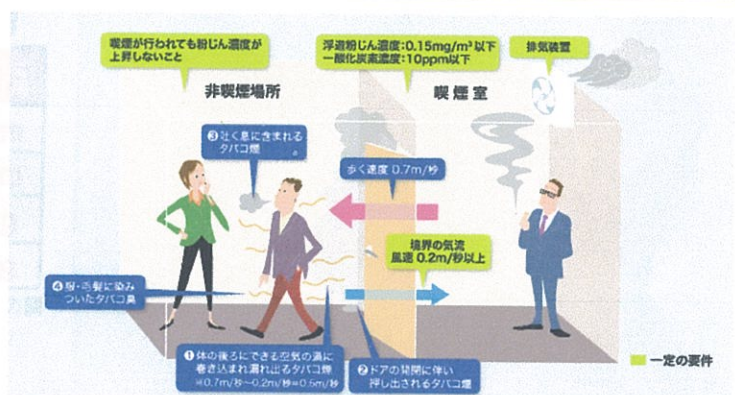 喫煙が行われても粉じん濃度が
上昇しないこと
浮遊粉じん濃度:0.15mg/m³以下
一酸化炭素濃度:10ppm以下
排気装置
非喫煙場所
喫煙室
❸吐く息に含まれる
タバコ煙
歩く速度 0.7m/秒
境界の気流
風速 0.2m/秒以上
❹服・毛髪に染み
ついたタバコ臭
❶体の後ろにできる空気の渦に
巻き込まれ漏れ出るタバコ煙
※0.7m/秒−0.2m/秒=0.5m/秒
❷ドアの開閉に伴い
押し出されるタバコ煙
一定の要件